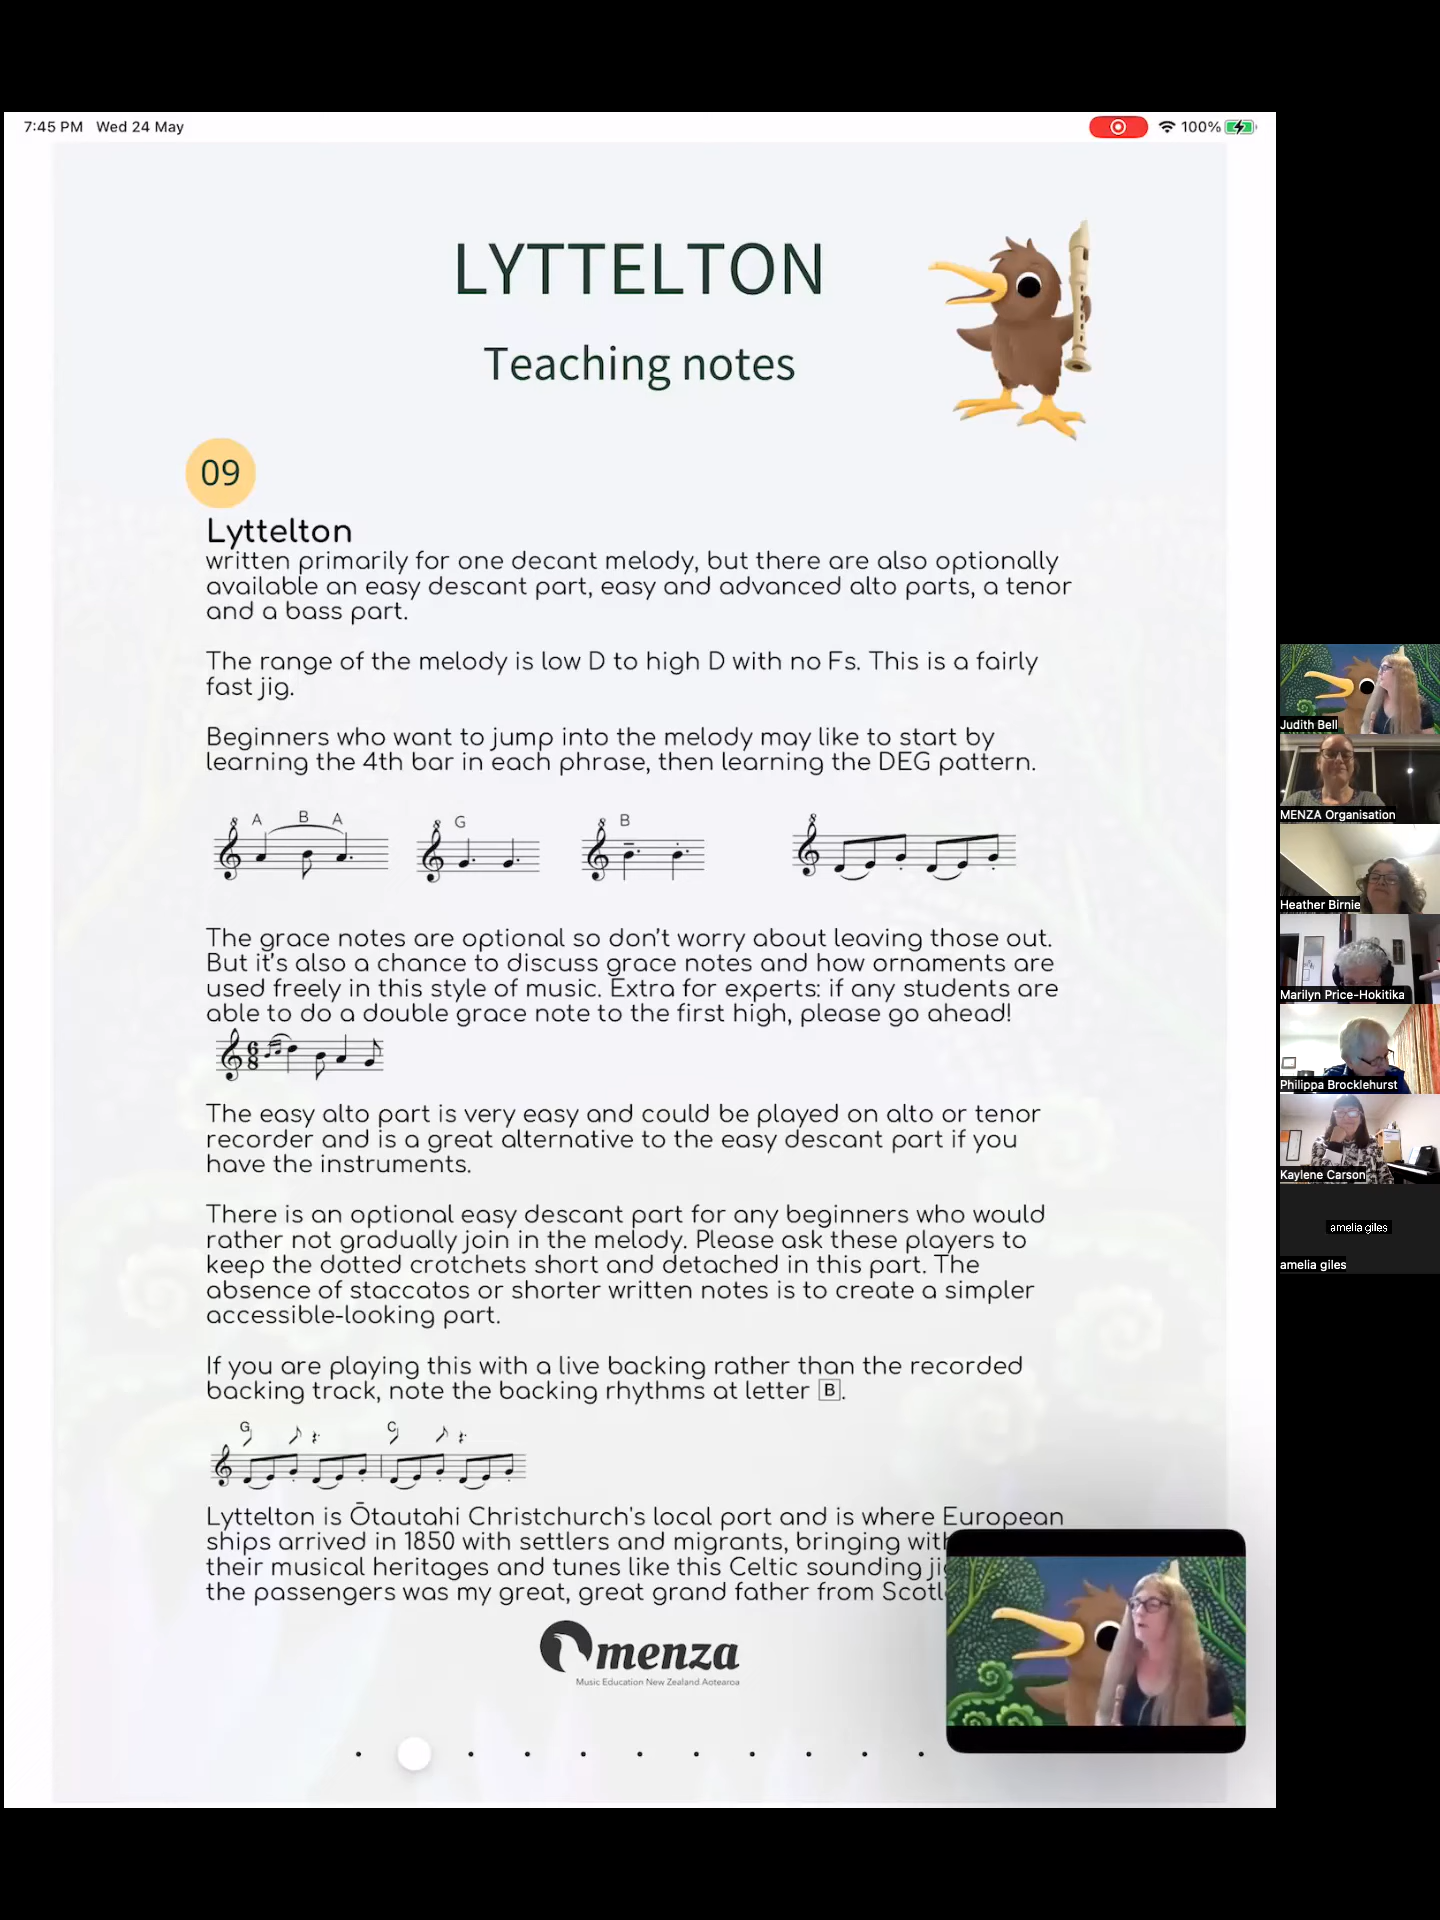 7:45 PM Wed 24 May
100%
LYTTELTON
Teaching notes
09
Lyttelton
written primarily for one decant melody, but there are also optionally
available an easy descant part, easy and advanced alto parts, a tenor
and a bass part.
The range of the melody is low D to high D with no Fs. This is a fairly
fast jig.
Beginners who want to jump into the melody may like to start by
learning the 4th bar in each phrase, then learning the DEG pattern.
A B A G B
8 8 8 8
The grace notes are optional so don't worry about leaving those out.
But it's also a chance to discuss grace notes and how ornaments are
used freely in this style of music. Extra for experts: if any students are
able to do a double grace note to the first high, please go ahead!
6
8
The easy alto part is very easy and could be played on alto or tenor
recorder and is a great alternative to the easy descant part if you
have the instruments.
There is an optional easy descant part for any beginners who would
rather not gradually join in the melody. Please ask these players to
keep the dotted crotchets short and detached in this part. The
absence of staccatos or shorter written notes is to create a simpler
accessible-looking part.
If you are playing this with a live backing rather than the recorded
backing track, note the backing rhythms at letter B.
G C
Lyttelton is Ōtautahi Christchurch's local port and is where European
ships arrived in 1850 with settlers and migrants, bringing with
their musical heritages and tunes like this Celtic sounding
the passengers was my great, great grand father from
menza
Music Education New Zealand Aotearoa
Judith Bell
MENZA Organisation
Heather Birnie
Marilyn Price-Hokitika
Philippa Brocklehurst
Kaylene Carson
amelia giles
amelia giles